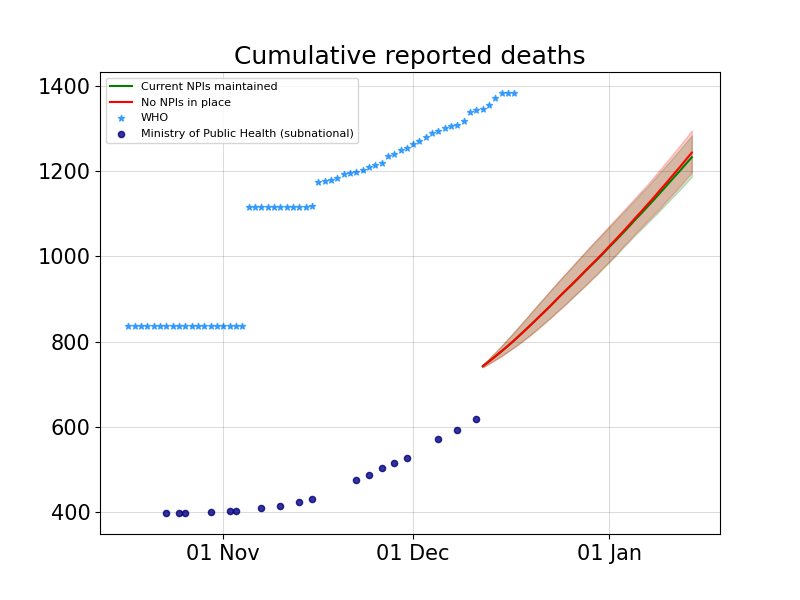 Cumulative reported deaths
Current NPIs maintained
No NPIs in place
WHO
Ministry of Public Health (subnational)
1400
1200
1000
800
600
400
01 Nov
01 Dec
01 Jan